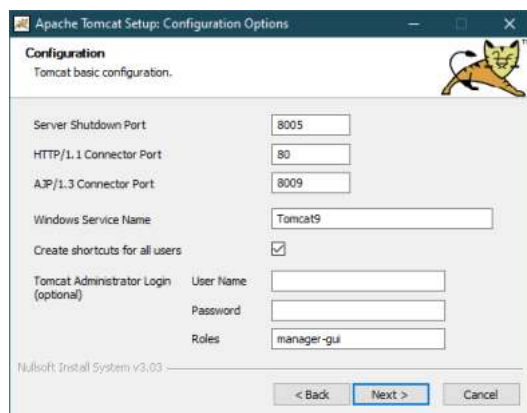 Apache Tomcat Setup: Configuration Options
Configuration
Tomcat basic configuration.
TM
Server Shutdown Port 8005
HTTP/1.1 Connector Port 80
AJP/1.3 Connector Port 8009
Windows Service Name Tomcat9
Create shortcuts for all users
Tomcat Administrator Login User Name
(optional)
Password
Roles manager-gui
Nullsoft Install System v3.03
< Back Next > Cancel